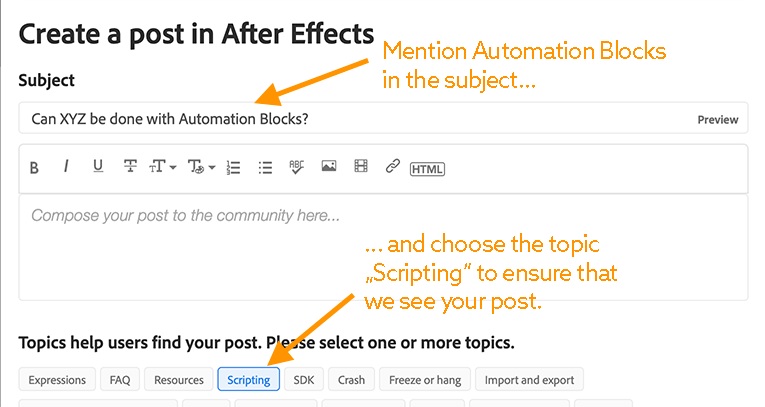 Create a post in After Effects
Mention Automation Blocks
in the subject...
Subject
Can XYZ be done with Automation Blocks?
Preview
B I U T TT T ABC HTML
Compose your post to the community here...
... and choose the topic
„Scripting“ to ensure that
we see your post.
Topics help users find your post. Please select one or more topics.
Expressions FAQ Resources Scripting SDK Crash Freeze or hang Import and export